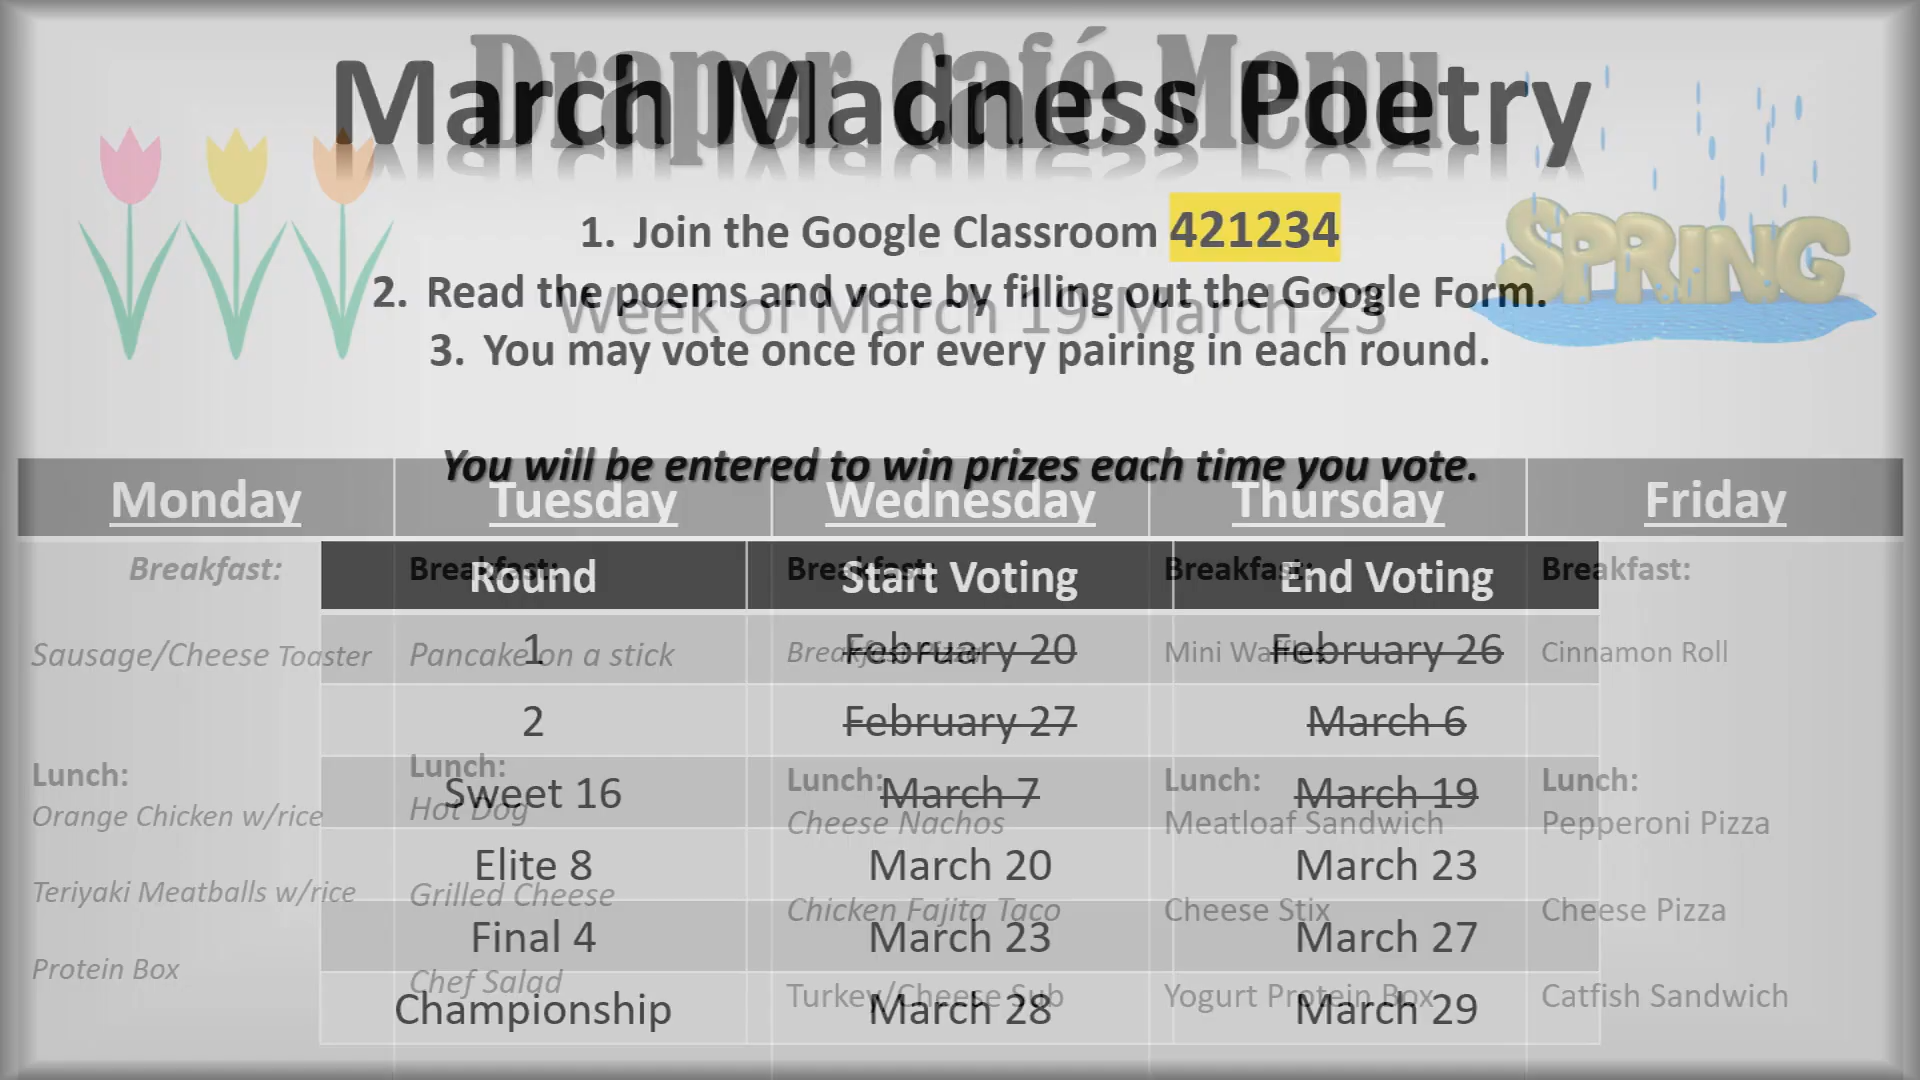 Draper Café Menu
March Madness Poetry
1. Join the Google Classroom 421234
2. Read the poems and vote by filling out the Google Form.
Week of March 19-March 23
3. You may vote once for every pairing in each round.
SPRING
You will be entered to win prizes each time you vote.
Monday Tuesday Wednesday Thursday Friday
Breakfast: Breakfast: Breakfast: Breakfast: Breakfast:
Round Start Voting End Voting
Sausage/Cheese Toaster Pancake on a stick Breakfast Pizza Mini Waffles Cinnamon Roll
1 February 20 February 26
2 February 27 March 6
Lunch: Lunch: Lunch: Lunch: Lunch:
Sweet 16 March 7 March 19
Orange Chicken w/rice Hot Dog Cheese Nachos Meatloaf Sandwich Pepperoni Pizza
Elite 8 March 20 March 23
Teriyaki Meatballs w/rice Grilled Cheese Chicken Fajita Taco Cheese Stix Cheese Pizza
Final 4 March 23 March 27
Protein Box Chef Salad Turkey/Cheese Sub Yogurt Protein Box Catfish Sandwich
Championship March 28 March 29